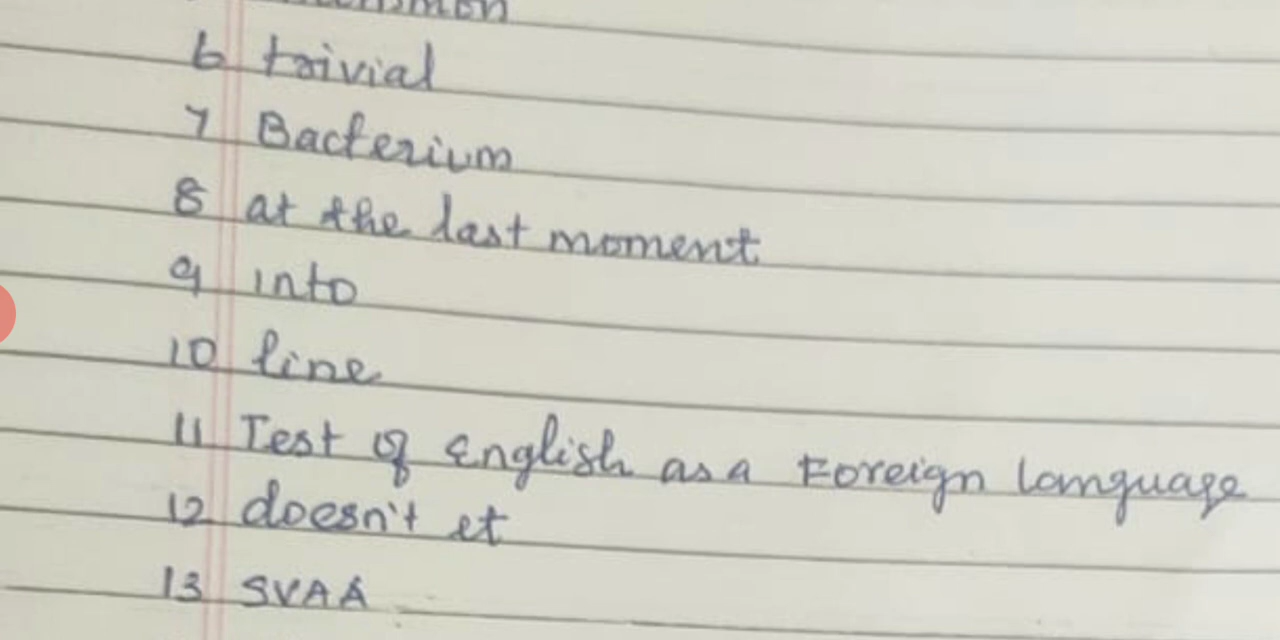 6 trivial
7 Bacterium
8 at the last moment
9 into
10 line
11 Test of English as a Foreign language
12 doesn't et
13 SVAA